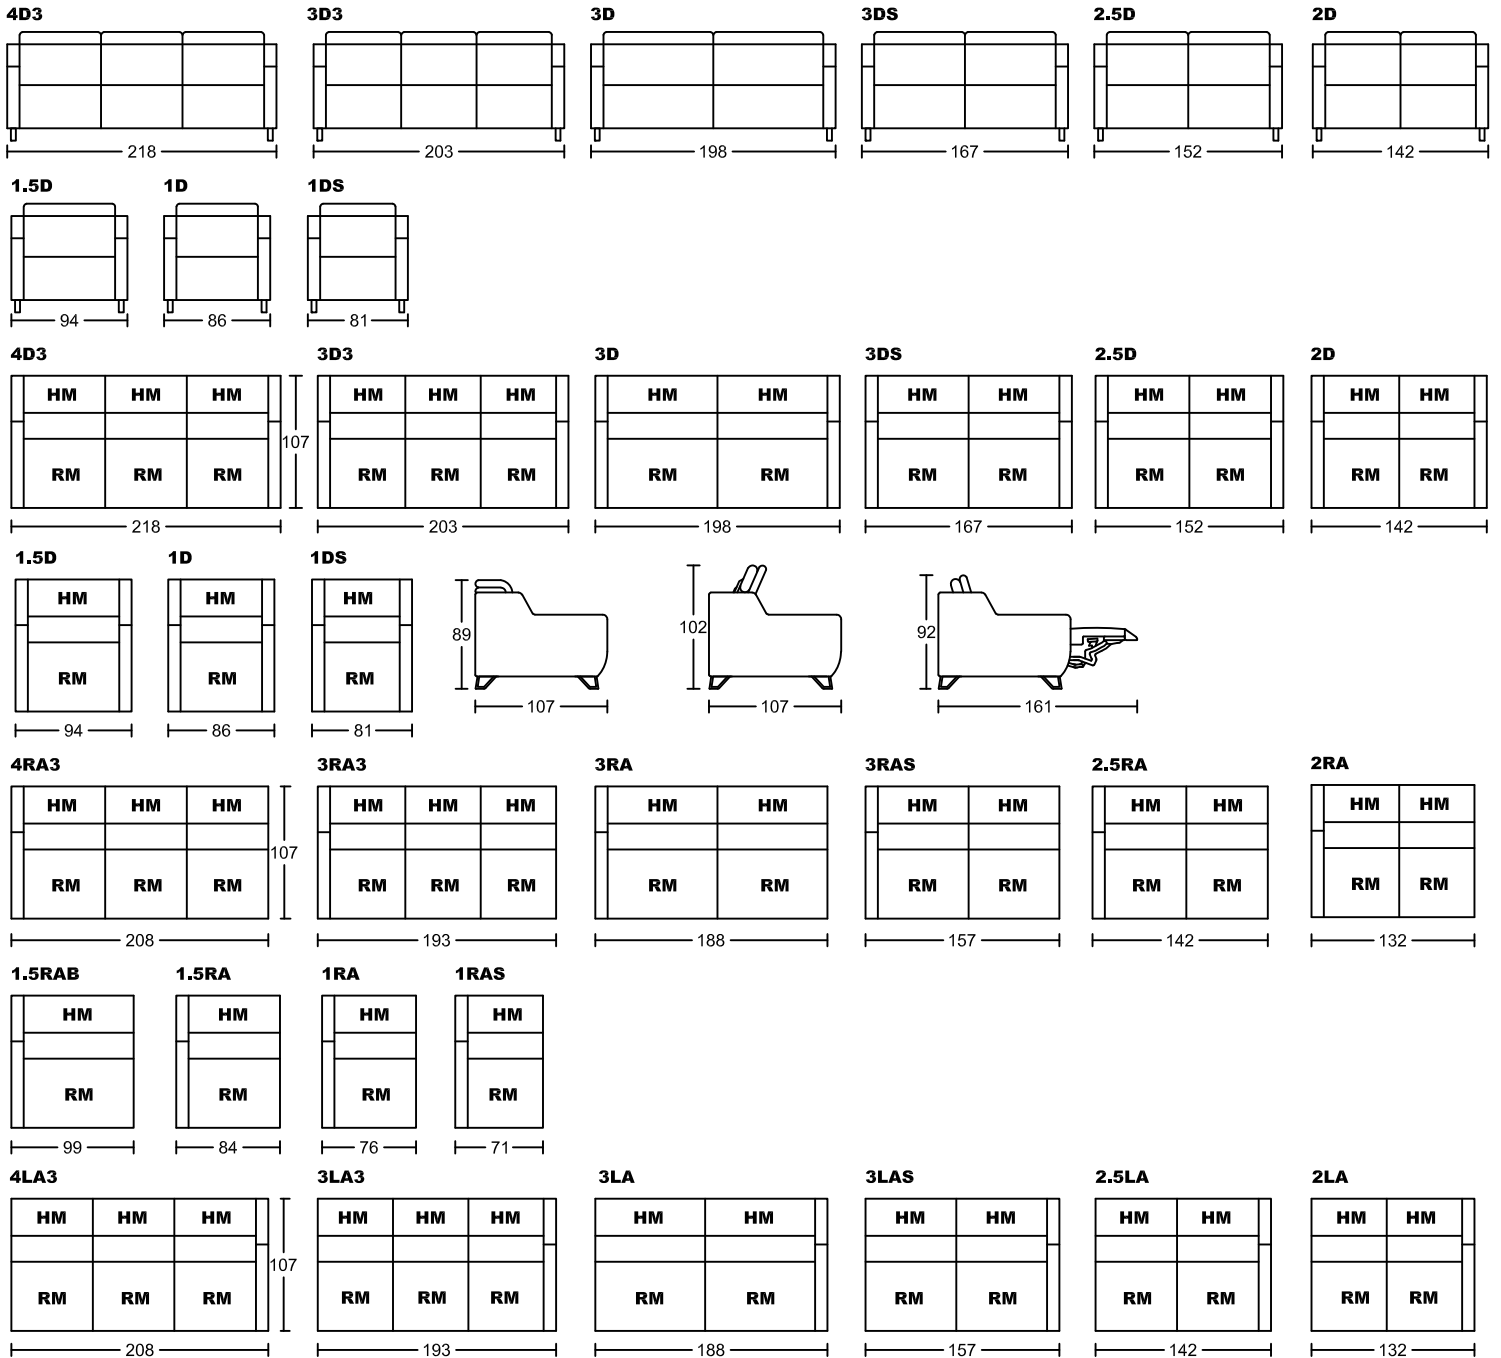 4D3 3D3 3D 3DS 2.5D 2D
218 203 198 167 152 142
1.5D 1D 1DS
94 86 81
4D3 3D3 3D 3DS 2.5D 2D
HM HM HM HM HM HM HM HM HM HM HM HM HM HM
107
RM RM RM RM RM RM RM RM RM RM RM RM RM RM
218 203 198 167 152 142
1.5D 1D 1DS
HM HM HM
89 102 92
RM RM RM
107 107 161
94 86 81
4RA3 3RA3 3RA 3RAS 2.5RA 2RA
HM HM HM HM HM HM HM HM HM HM HM HM HM HM
107
RM RM RM RM RM RM RM RM RM RM RM RM RM RM
208 193 188 157 142 132
1.5RAB 1.5RA 1RA 1RAS
HM HM HM HM
RM RM RM RM
99 84 76 71
4LA3 3LA3 3LA 3LAS 2.5LA 2LA
HM HM HM HM HM HM HM HM HM HM HM HM HM HM
107
RM RM RM RM RM RM RM RM RM RM RM RM RM RM
208 193 188 157 142 132